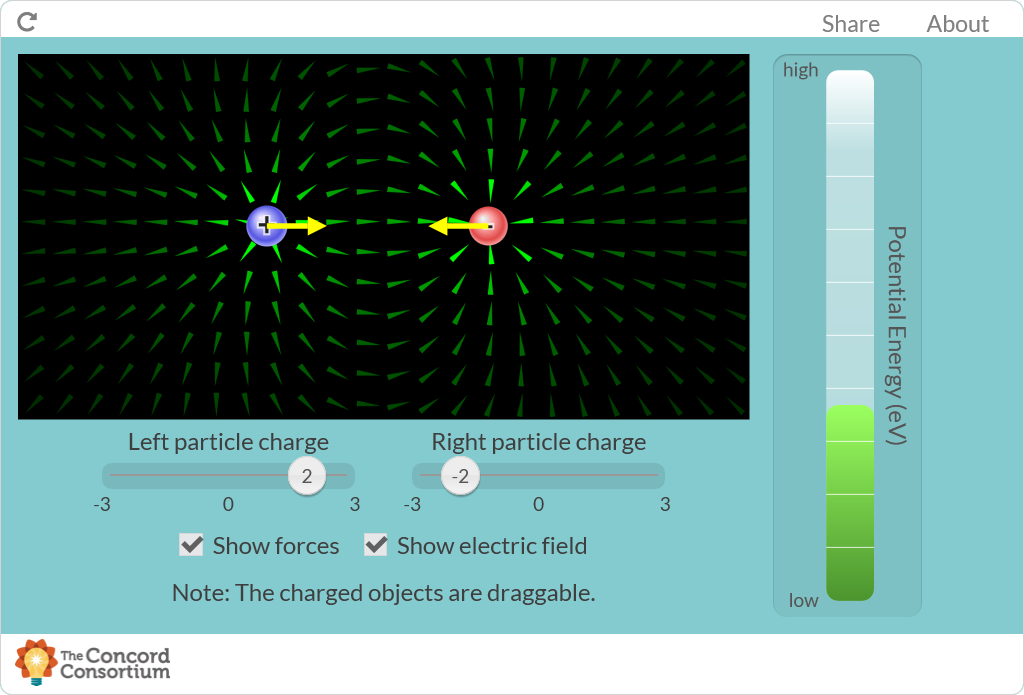 Share About
high
+
-
Potential Energy (eV)
low
Left particle charge
2
-3 0 3
Right particle charge
-2
-3 0 3
Show forces
Show electric field
Note: The charged objects are draggable.
The Concord
Consortium